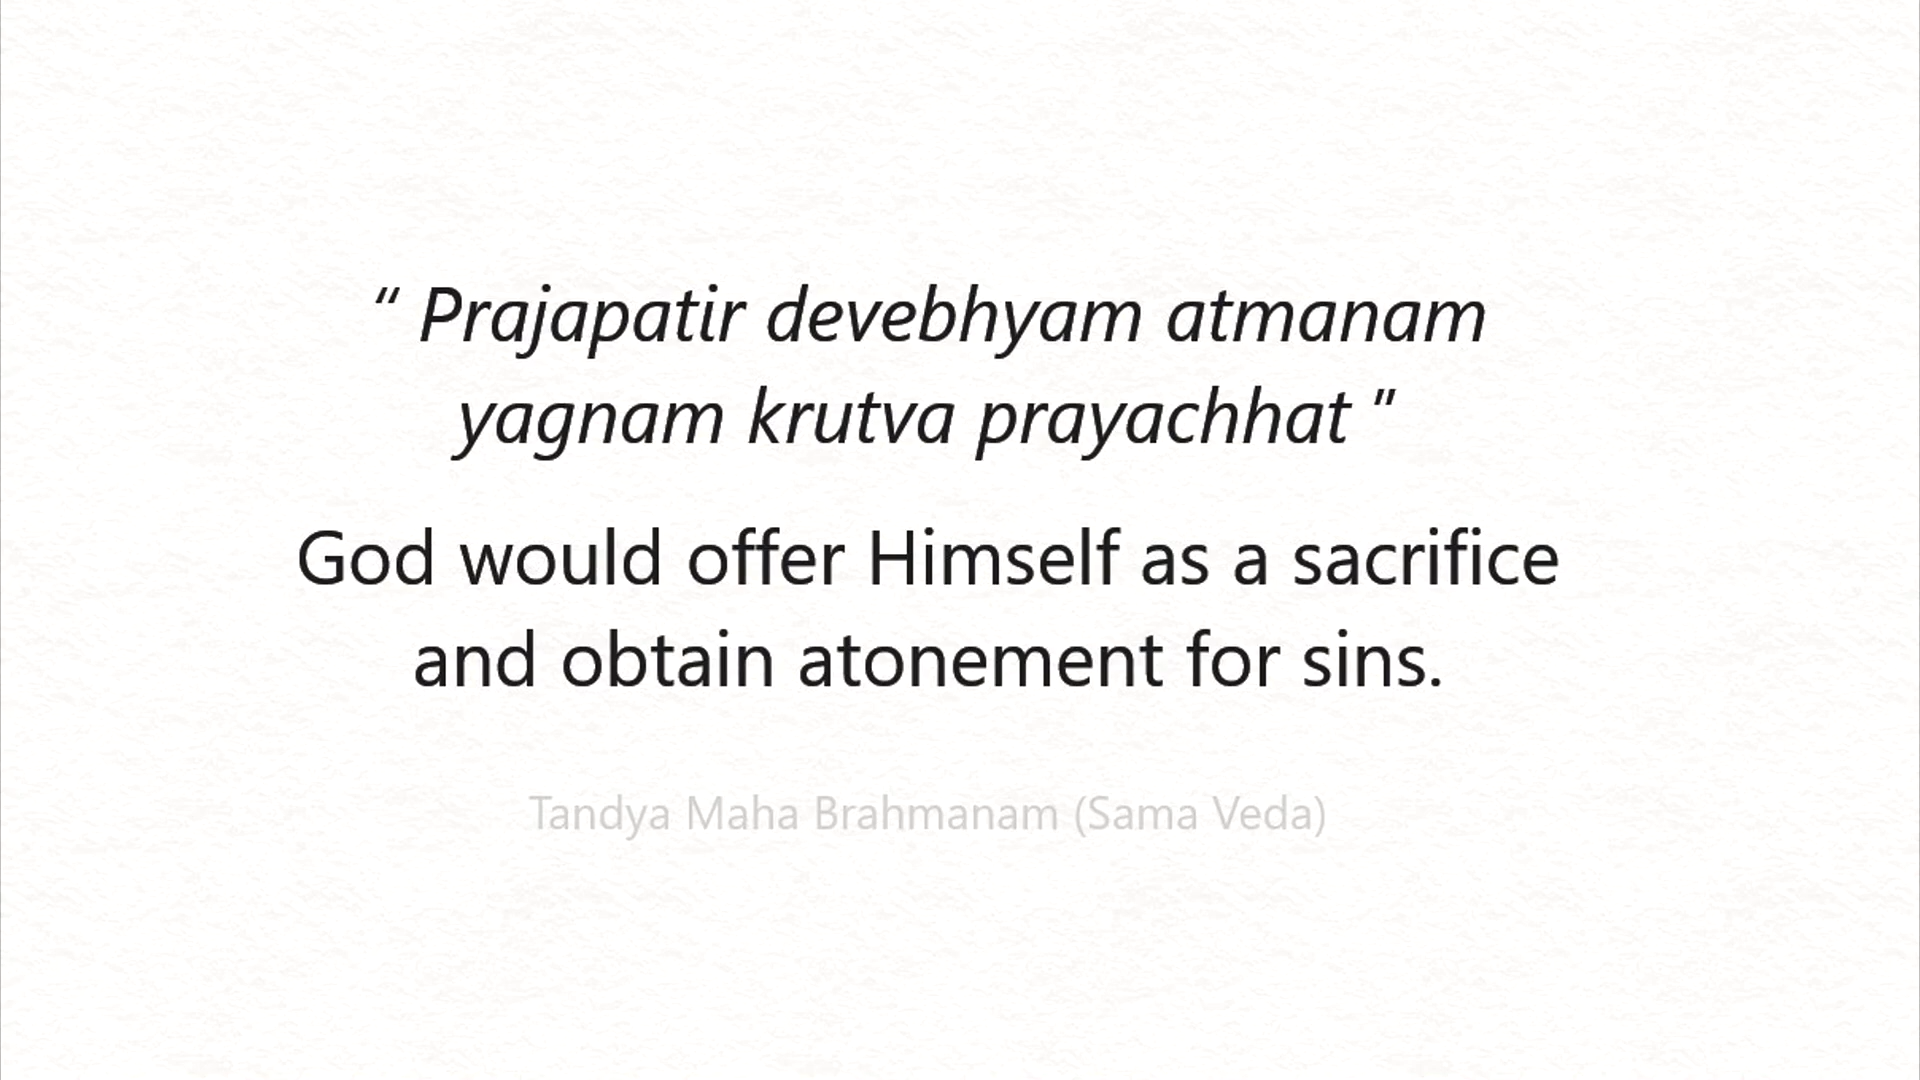 “ Prajapatir devebhyam atmanam
yagnam krutva prayachhat ”
God would offer Himself as a sacrifice
and obtain atonement for sins.
Tandya Maha Brahmanam (Sama Veda)